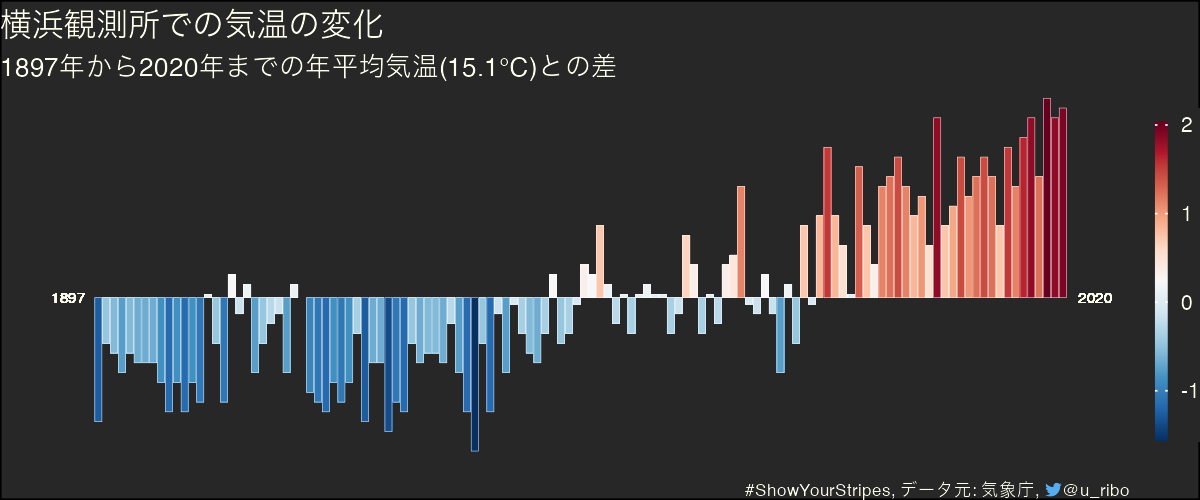 横浜観測所での気温の変化
1897年から2020年までの年平均気温(15.1°C)との差
2
1
0
-1
1897
2020
#ShowYourStripes, データ元: 気象庁, @u_ribo